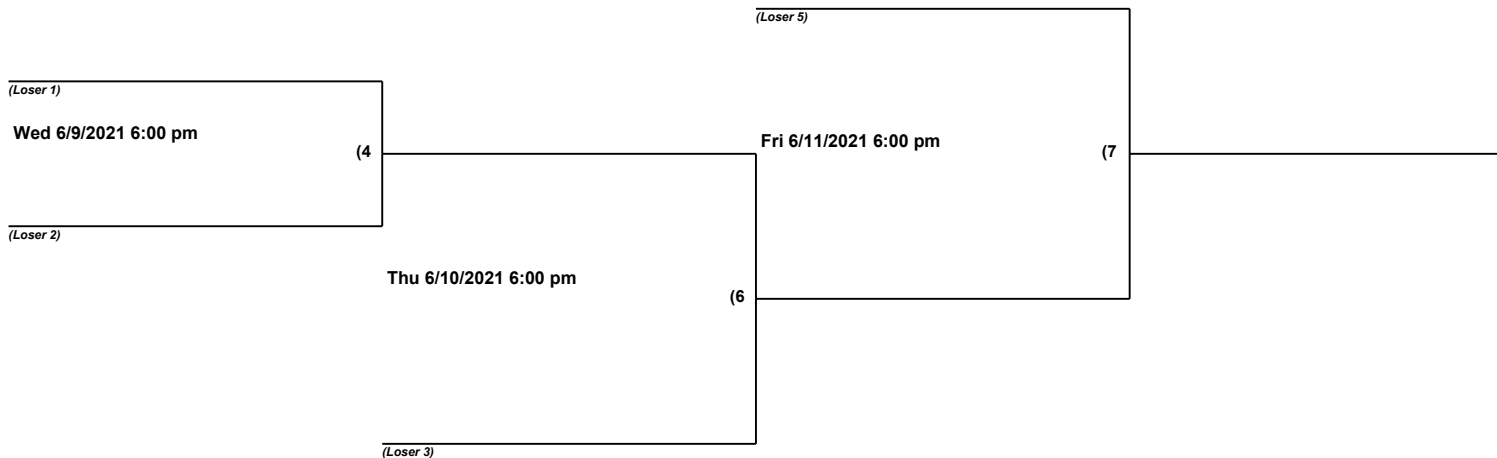 (Loser 5)
(Loser 1)
Wed 6/9/2021 6:00 pm
(4
Fri 6/11/2021 6:00 pm
(7
(Loser 2)
Thu 6/10/2021 6:00 pm
(6
(Loser 3)